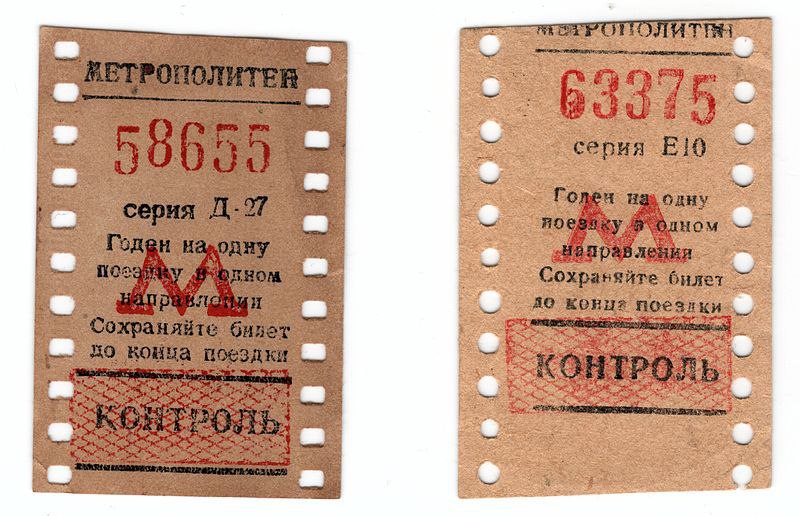 МЕТРОПОЛИТЕН
58655
серия Д-27
М
Годен на одну
поездку в одном
направлении
Сохраняйте билет
до конца поездки
КОНТРОЛЬ
МЕТРОПОЛИТЕН
63375
серия Е10
М
Годен на одну
поездку в одном
направления
Сохраняйте билет
до конца поездки
КОНТРОЛЬ